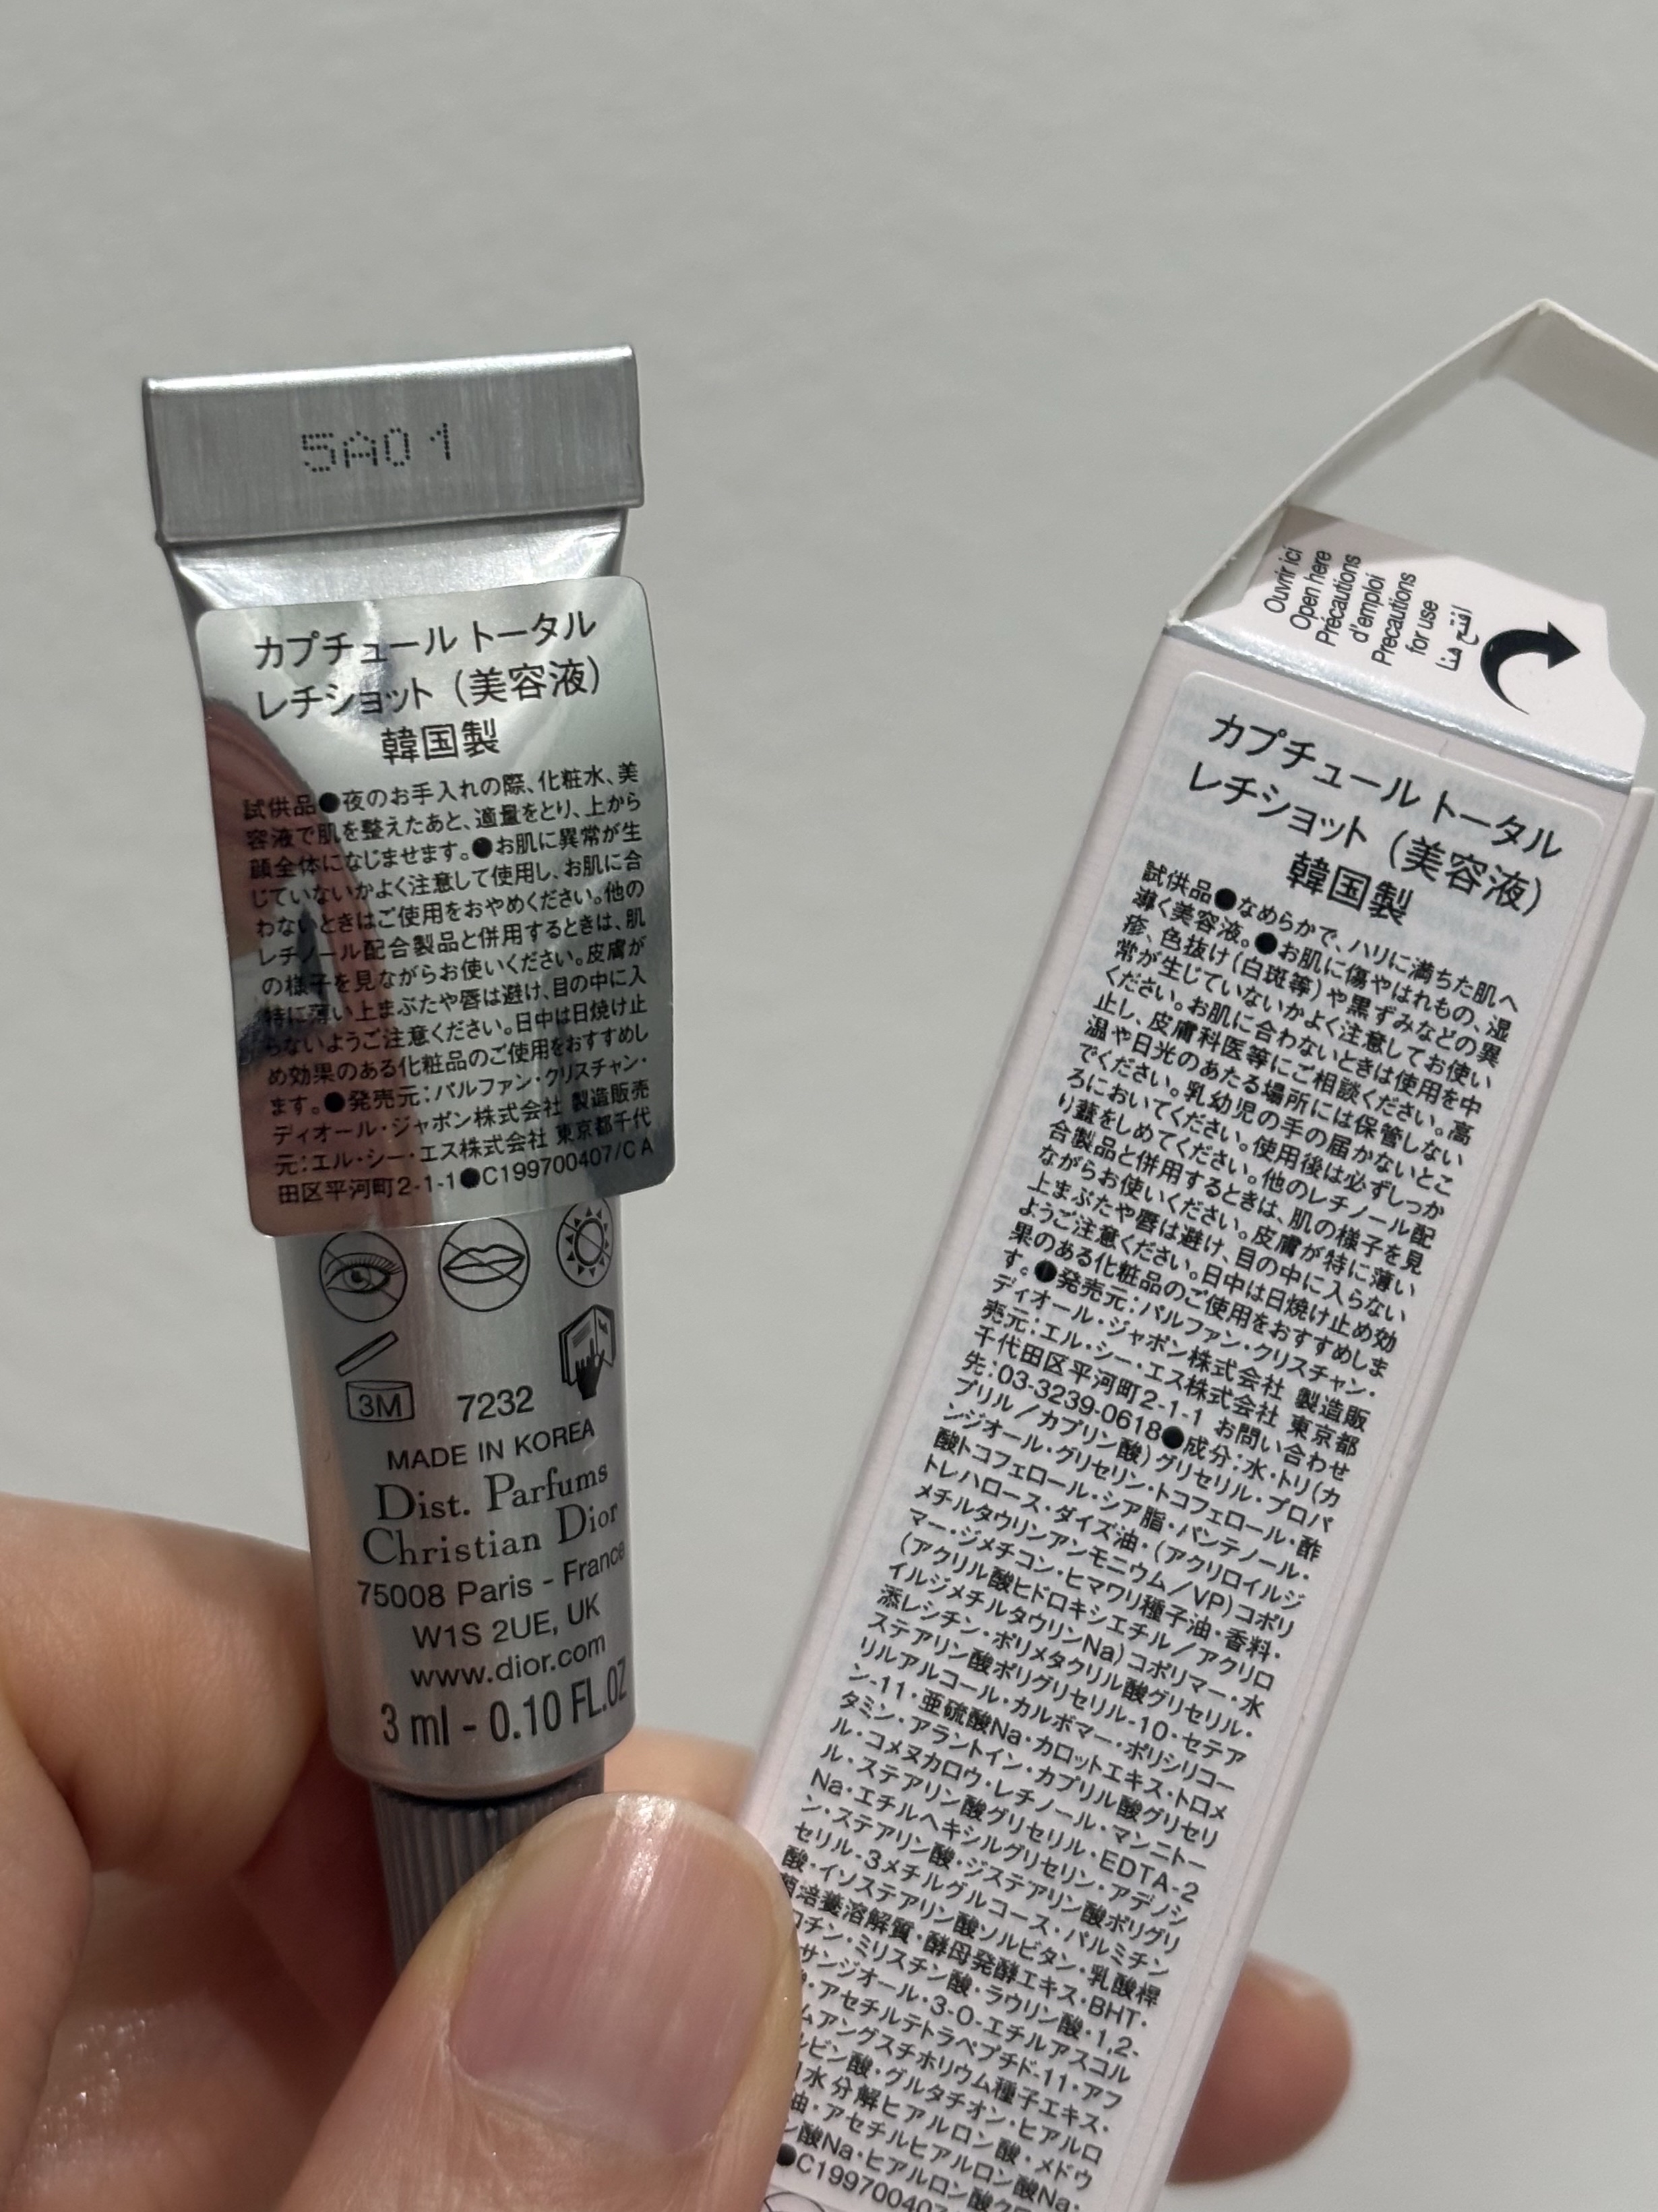 5A01
カプチュール トータル
レチショット（美容液）
韓国製
試供品●夜のお手入れの際、化粧水、美
容液で肌を整えたあと、適量をとり、上から
顔全体になじませます。●お肌に異常が生
じていないかよく注意して使用し、お肌に合
わないときはご使用をおやめください。他の
レチノール配合製品と併用するときは、肌
の様子を見ながらお使いください。皮膚が
特に薄い上まぶたや唇は避け、目の中に入
らないようご注意ください。日中は日焼け止
め効果のある化粧品のご使用をおすすめし
ます。●発売元：パルファン・クリスチャン・
ディオール・ジャポン株式会社 製造販売
元：エル・シー・エス株式会社 東京都千代
田区平河町2-1-1●C199700407/CA
3M
7232
MADE IN KOREA
Dist. Parfums
Christian Dior
75008 Paris - France
W1S 2UE, UK
www.dior.com
3 ml - 0.10 FL.OZ
Ouvrir ici
Open here
Précautions
d'emploi
Precautions
for use
افتح هنا
カプチュール トータル
レチショット（美容液）
韓国製
試供品●なめらかで、ハリに満ちた肌へ
導く美容液。●お肌に傷やはれもの、湿
疹、色抜け（白斑等）や黒ずみなどの異
常が生じていないかよく注意してお使い
ください。お肌に合わないときは使用を中
止し、皮膚科医等にご相談ください。高
温や日光のあたる場所には保管しない
でください。乳幼児の手の届かないとこ
ろにおいてください。使用後は必ずしっか
り蓋をしめてください。他のレチノール配
合製品と併用するときは、肌の様子を見
ながらお使いください。皮膚が特に薄い
上まぶたや唇は避け、目の中に入らない
ようご注意ください。日中は日焼け止め効
果のある化粧品のご使用をおすすめしま
す。●発売元：パルファン・クリスチャン・
ディオール・ジャポン株式会社 製造販
売元：エル・シー・エス株式会社 東京都
千代田区平河町2-1-1 お問い合わせ
先：03-3239-0618●成分：水・トリ（カ
プリル／カプリン酸）グリセリル・プロパ
ンジオール・グリセリン・トコフェロール・酢
酸トコフェロール・シア脂・パンテノール・
トレハロース・ダイズ油・（アクリロイルジ
メチルタウリンアンモニウム／VP）コポリ
マー・ジメチコン・ヒマワリ種子油・香料・
（アクリル酸ヒドロキシエチル／アクリロ
イルジメチルタウリンNa）コポリマー・水
添レシチン・ポリメタクリル酸グリセリル・
ステアリン酸ポリグリセリル-10・セテア
リルアルコール・カルボマー・ポリシリコー
ン-11・亜硫酸Na・カロットエキス・トロメ
タミン・アラントイン・カプリル酸グリセリ
ル・コメヌカロウ・レチノール・マンニトー
ル・ステアリン酸グリセリル・EDTA-2
Na・エチルヘキシルグリセリン・アデノシ
ン・ステアリン酸・ジステアリン酸ポリグリ
セリル-3メチルグルコース・パルミチン
酸・イソステアリン酸ソルビタン・乳酸桿
菌培養溶解質・酵母発酵エキス・BHT・
ロチン・ミリスチン酸・ラウリン酸・1,2-
サンジオール・3-O-エチルアスコル
アセチルテトラペプチド-11・アフ
ムアングスチホリウム種子エキス・
ルビン酸・グルタチオン・ヒアルロ
水分解ヒアルロン酸・メドウ
油・アセチルヒアルロン酸Na・
ン酸Na・ヒアルロン酸
●C19970040